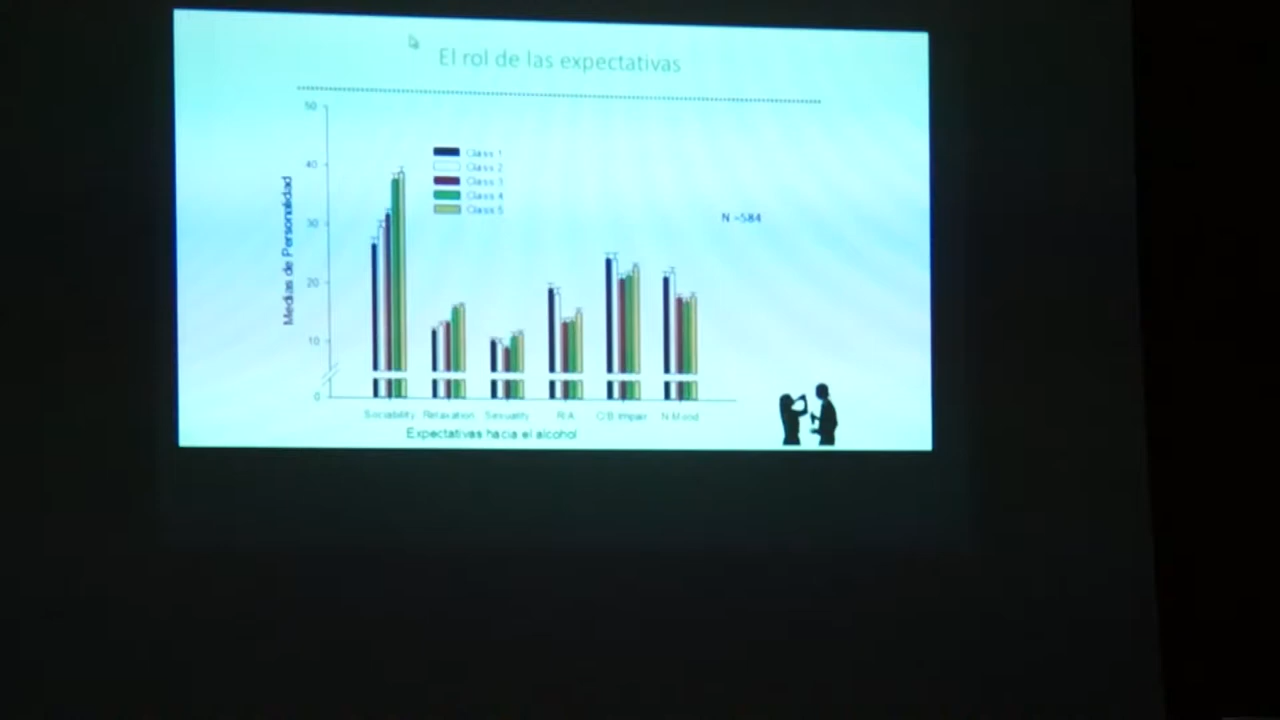 El rol de las expectativas
50
40
30
20
10
0
Medias de Personalidad
Class 1
Class 2
Class 3
Class 4
Class 5
N =584
Sociability Relaxation Sexuality R/A C/B Impair N Mood
Expectativas hacia el alcohol